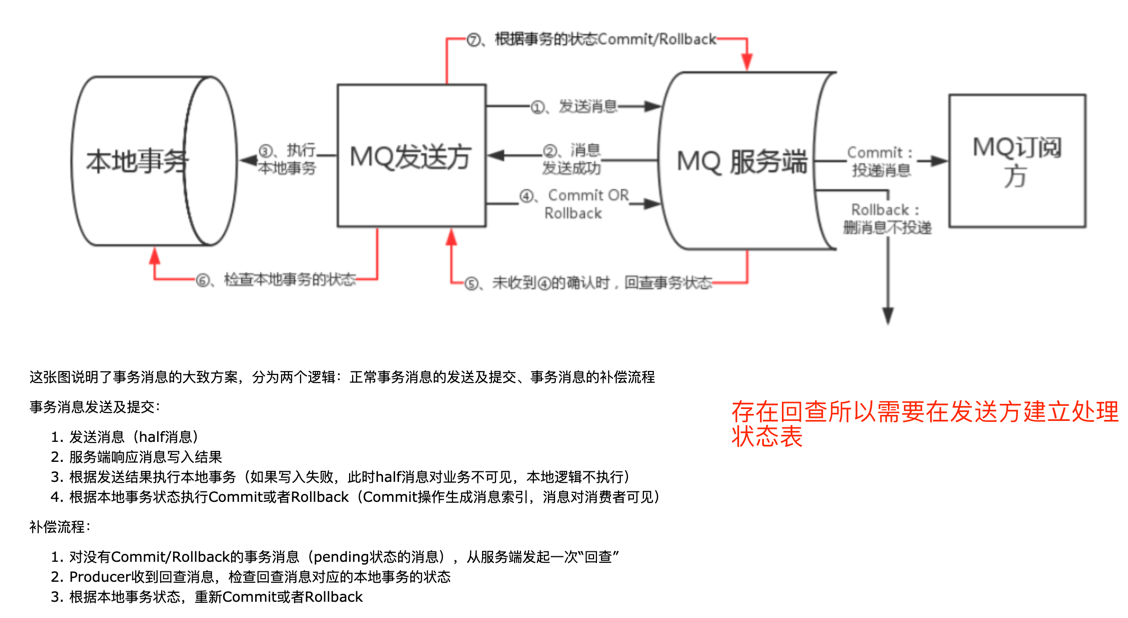 ⑦、根据事务的状态Commit/Rollback
本地事务
③、执行
本地事务
MQ发送方
①、发送消息
②、消息
发送成功
④、Commit OR
Rollback
MQ 服务端
Commit：
投递消息
Rollback：
删消息不投递
MQ订阅
方
⑥、检查本地事务的状态
⑤、未收到④的确认时，回查事务状态
这张图说明了事务消息的大致方案，分为两个逻辑：正常事务消息的发送及提交、事务消息的补偿流程
事务消息发送及提交：
1. 发送消息（half消息）
2. 服务端响应消息写入结果
3. 根据发送结果执行本地事务（如果写入失败，此时half消息对业务不可见，本地逻辑不执行）
4. 根据本地事务状态执行Commit或者Rollback（Commit操作生成消息索引，消息对消费者可见）
存在回查所以需要在发送方建立处理
状态表
补偿流程：
1. 对没有Commit/Rollback的事务消息（pending状态的消息），从服务端发起一次“回查”
2. Producer收到回查消息，检查回查消息对应的本地事务的状态
3. 根据本地事务状态，重新Commit或者Rollback